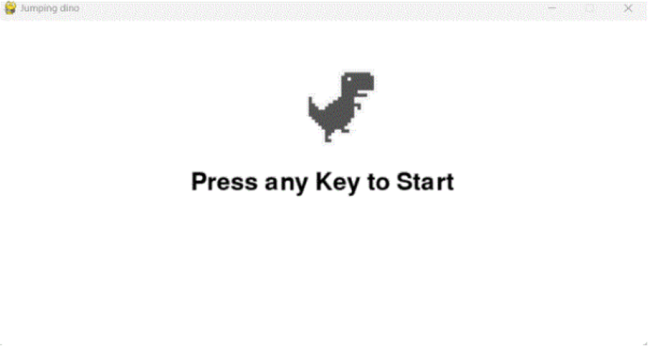 Jumping dino
Press any Key to Start